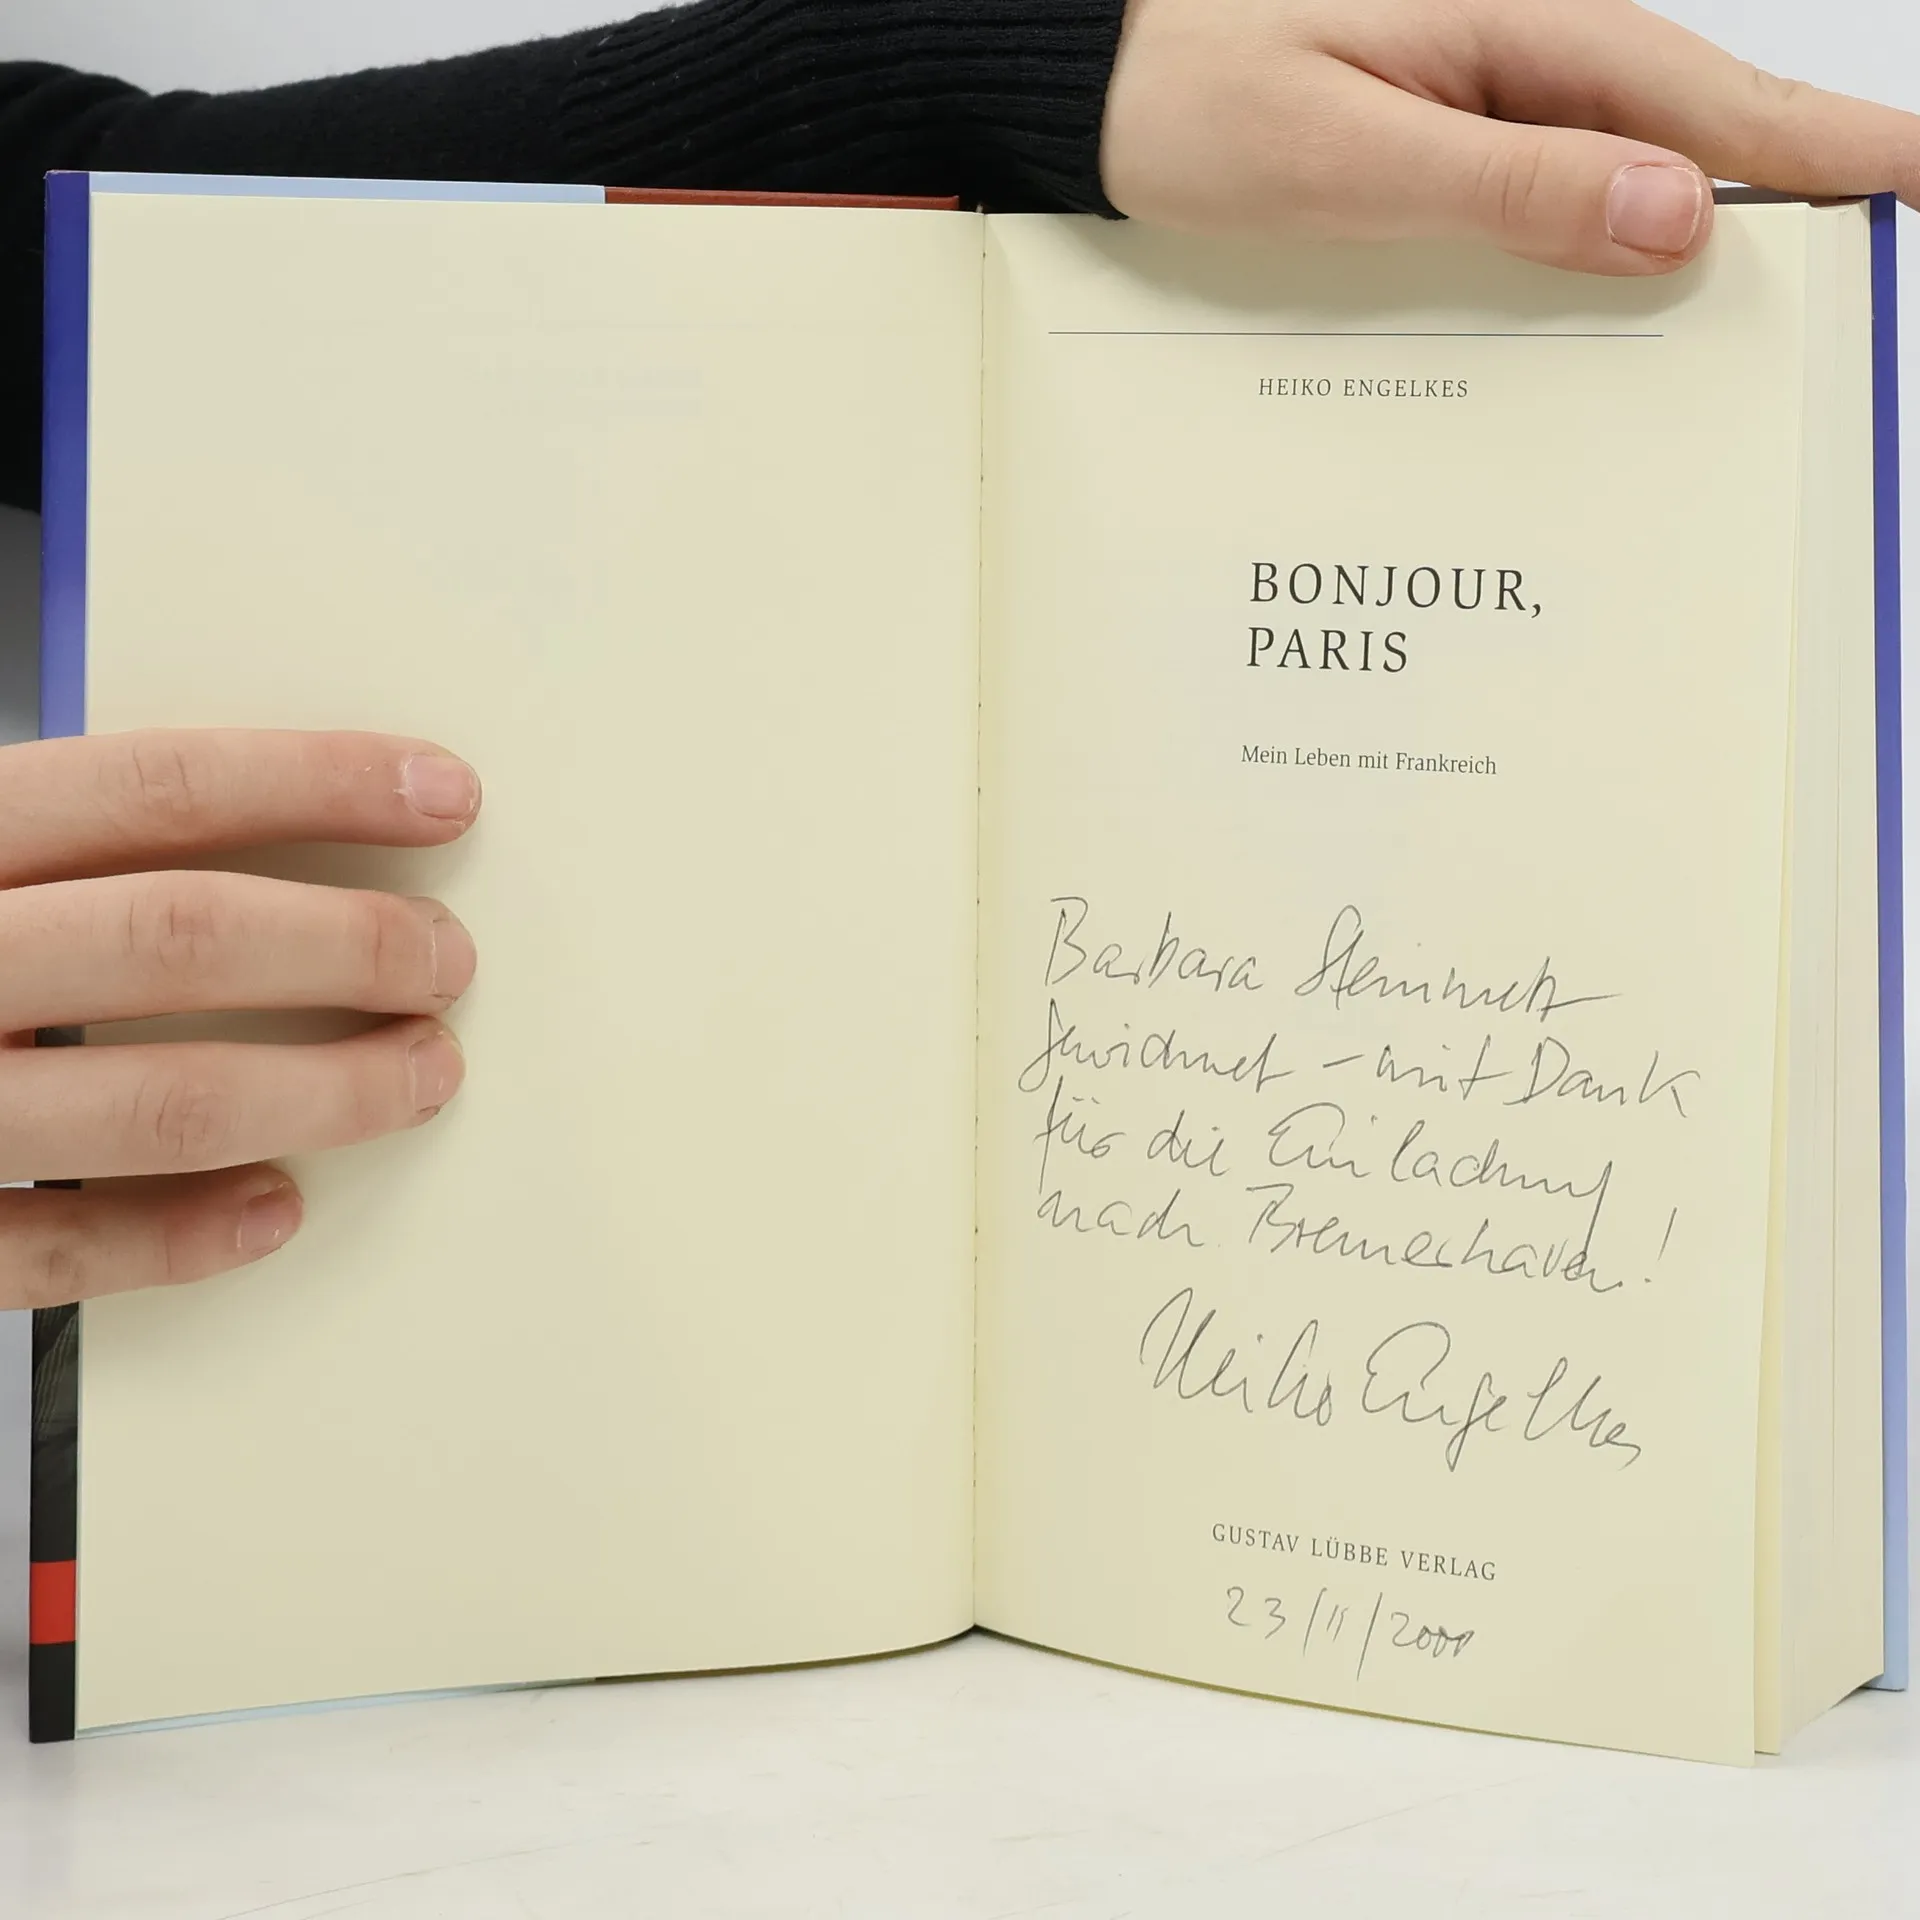 HEIKO ENGELKES
BONJOUR,
PARIS
Mein Leben mit Frankreich
Barbara Steinmetz
gewidmet – mit Dank
für die Einladung
nach Bremerhaven!
Heiko Engelkes
GUSTAV LÜBBE VERLAG
23/11/2000